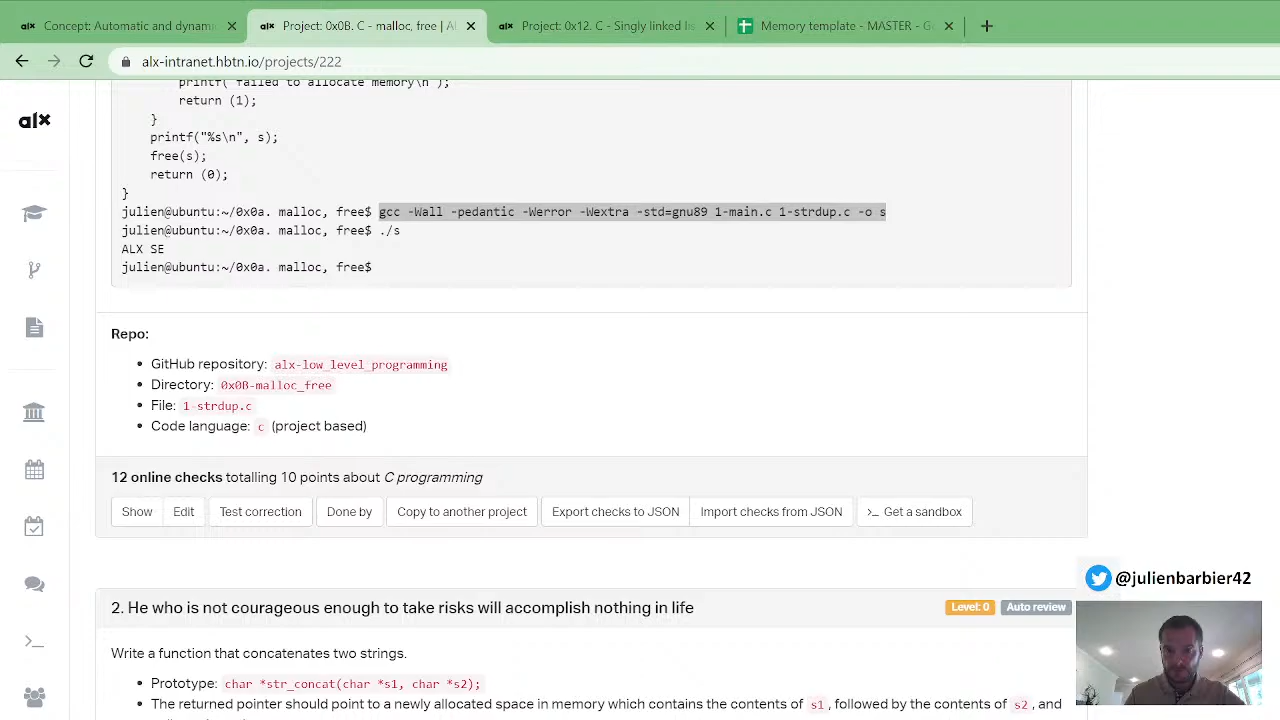 Concept: Automatic and dynami
Project: 0x0B. C - malloc, free | Al
Project: 0x12. C - Singly linked lis
Memory template - MASTER - Go
alx-intranet.hbtn.io/projects/222
alx
printf("failed to allocate memory\n");
return (1);
}
printf("%s\n", s);
free(s);
return (0);
}
julien@ubuntu:~/0x0a. malloc, free$ gcc -Wall -pedantic -Werror -Wextra -std=gnu89 1-main.c 1-strdup.c -o s
julien@ubuntu:~/0x0a. malloc, free$ ./s
ALX SE
julien@ubuntu:~/0x0a. malloc, free$
Repo:
• GitHub repository: alx-low_level_programming
• Directory: 0x0B-malloc_free
• File: 1-strdup.c
• Code language: c (project based)
12 online checks totalling 10 points about C programming
Show Edit Test correction Done by Copy to another project Export checks to JSON Import checks from JSON >_ Get a sandbox
@julienbarbier42
2. He who is not courageous enough to take risks will accomplish nothing in life Level: 0 Auto review
Write a function that concatenates two strings.
• Prototype: char *str_concat(char *s1, char *s2);
• The returned pointer should point to a newly allocated space in memory which contains the contents of s1, followed by the contents of s2, and